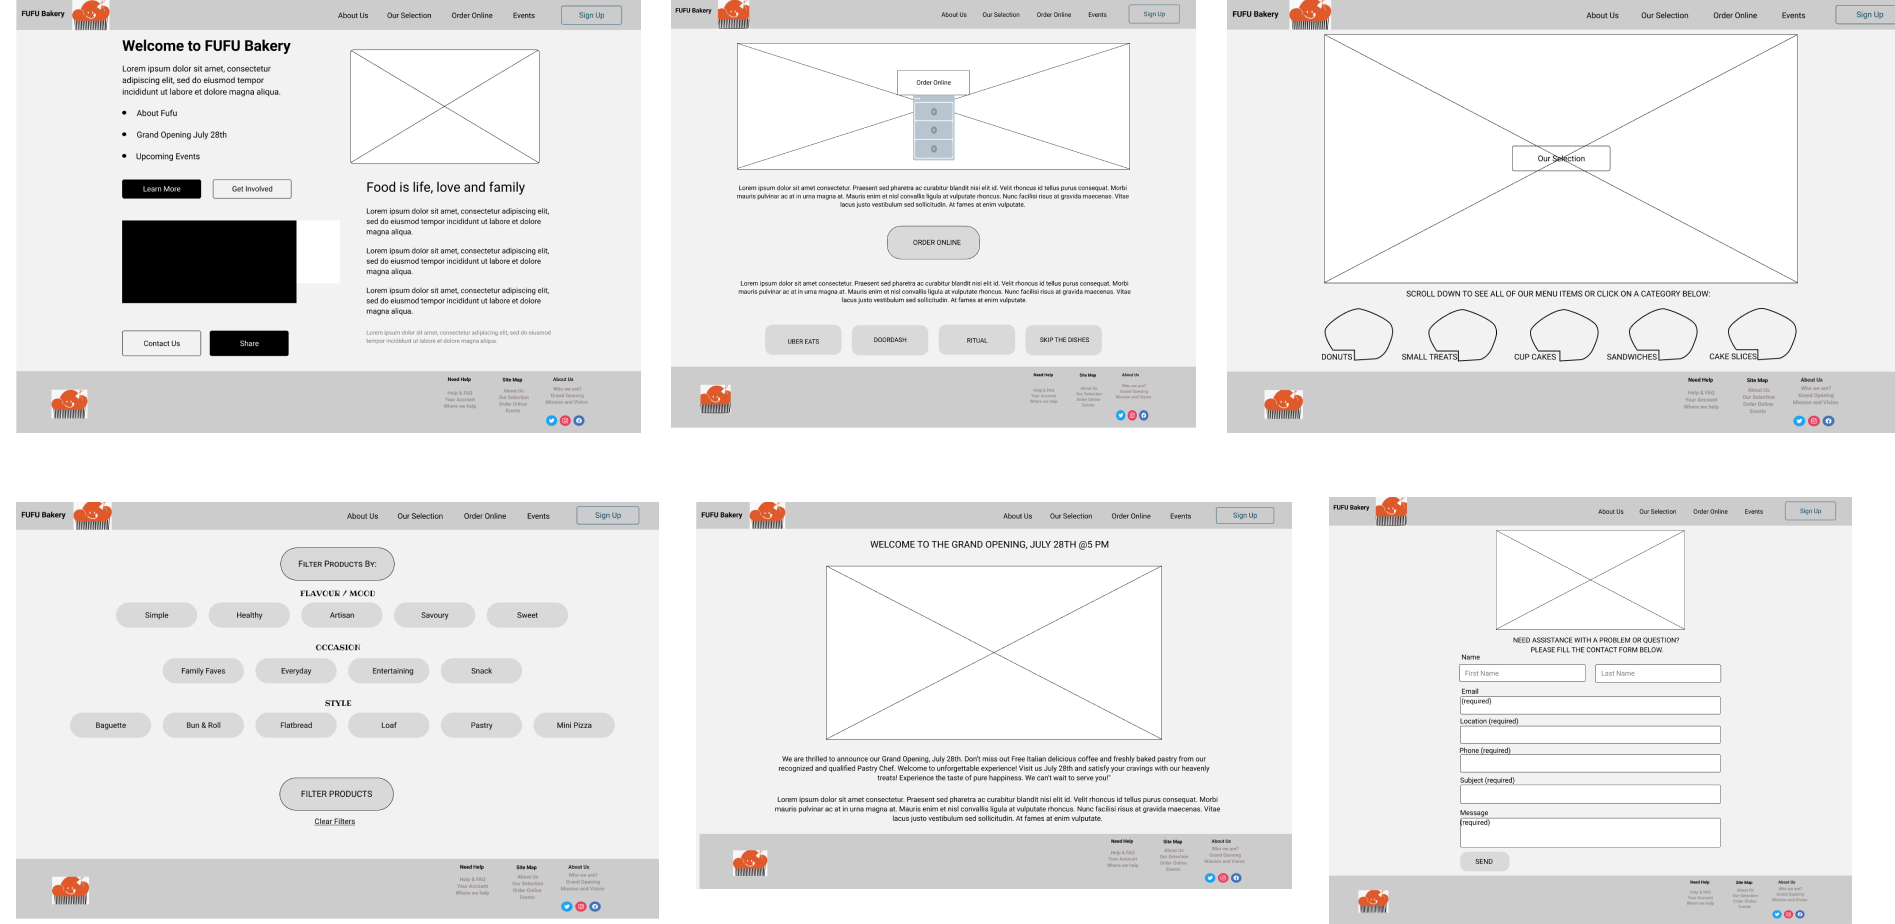 FUFU Bakery
About Us
Our Selection
Order Online
Events
Sign Up
Welcome to FUFU Bakery
Lorem ipsum dolor sit amet, consectetur
adipiscing elit, sed do eiusmod tempor
incididunt ut labore et dolore magna aliqua.
About Fufu
Grand Opening July 28th
Upcoming Events
Learn More
Get Involved
Contact Us
Share
Food is life, love and family
Lorem ipsum dolor sit amet, consectetur adipiscing elit,
sed do eiusmod tempor incididunt ut labore et dolore
magna aliqua.
Lorem ipsum dolor sit amet, consectetur adipiscing elit,
sed do eiusmod tempor incididunt ut labore et dolore
magna aliqua.
Lorem ipsum dolor sit amet, consectetur adipiscing elit,
sed do eiusmod tempor incididunt ut labore et dolore
magna aliqua.
Lorem ipsum dolor sit amet, consectetur adipiscing elit, sed do eiusmod
tempor incididunt ut labore et dolore magna aliqua.
Need Help
Help & FAQ
Your Account
Where we help
Site Map
About Us
Our Selection
Order Online
Events
About Us
Who we are?
Grand Opening
Mission and Vision
FUFU Bakery
About Us
Our Selection
Order Online
Events
Sign Up
Order Online
Lorem ipsum dolor sit amet consectetur. Praesent sed pharetra ac curabitur blandit nisi elit id. Velit rhoncus id tellus purus consequat. Morbi
mauris pulvinar ac at in urna magna at. Mauris enim et nisl convallis ligula at vulputate rhoncus. Nunc facilisi risus at gravida maecenas. Vitae
lacus justo vestibulum sed sollicitudin. At fames at enim vulputate.
ORDER ONLINE
Lorem ipsum dolor sit amet consectetur. Praesent sed pharetra ac curabitur blandit nisi elit id. Velit rhoncus id tellus purus consequat. Morbi
mauris pulvinar ac at in urna magna at. Mauris enim et nisl convallis ligula at vulputate rhoncus. Nunc facilisi risus at gravida maecenas. Vitae
lacus justo vestibulum sed sollicitudin. At fames at enim vulputate.
UBER EATS
DOORDASH
RITUAL
SKIP THE DISHES
Need Help
Help & FAQ
Your Account
Where we help
Site Map
About Us
Our Selection
Order Online
Events
About Us
Who we are?
Grand Opening
Mission and Vision
FUFU Bakery
About Us
Our Selection
Order Online
Events
Sign Up
Our Selection
SCROLL DOWN TO SEE ALL OF OUR MENU ITEMS OR CLICK ON A CATEGORY BELOW:
DONUTS
SMALL TREATS
CUP CAKES
SANDWICHES
CAKE SLICES
Need Help
Help & FAQ
Your Account
Where we help
Site Map
About Us
Our Selection
Order Online
Events
About Us
Who we are?
Grand Opening
Mission and Vision
FUFU Bakery
About Us
Our Selection
Order Online
Events
Sign Up
FILTER PRODUCTS BY:
FLAVOUR / MOOD
Simple
Healthy
Artisan
Savoury
Sweet
OCCASION
Family Faves
Everyday
Entertaining
Snack
STYLE
Baguette
Bun & Roll
Flatbread
Loaf
Pastry
Mini Pizza
FILTER PRODUCTS
Clear Filters
Need Help
Help & FAQ
Your Account
Where we help
Site Map
About Us
Our Selection
Order Online
Events
About Us
Who we are?
Grand Opening
Mission and Vision
FUFU Bakery
About Us
Our Selection
Order Online
Events
Sign Up
WELCOME TO THE GRAND OPENING, JULY 28TH @5 PM
We are thrilled to announce our Grand Opening, July 28th. Don't miss out Free Italian delicious coffee and freshly baked pastry from our
recognized and qualified Pastry Chef. Welcome to unforgettable experience! Visit us July 28th and satisfy your cravings with our heavenly
treats! Experience the taste of pure happiness. We can't wait to serve you!"
Lorem ipsum dolor sit amet consectetur. Praesent sed pharetra ac curabitur blandit nisi elit id. Velit rhoncus id tellus purus consequat. Morbi
mauris pulvinar ac at in urna magna at. Mauris enim et nisl convallis ligula at vulputate rhoncus. Nunc facilisi risus at gravida maecenas. Vitae
lacus justo vestibulum sed sollicitudin. At fames at enim vulputate.
Need Help
Help & FAQ
Your Account
Where we help
Site Map
About Us
Our Selection
Order Online
Events
About Us
Who we are?
Grand Opening
Mission and Vision
FUFU Bakery
About Us
Our Selection
Order Online
Events
Sign Up
NEED ASSISTANCE WITH A PROBLEM OR QUESTION?
PLEASE FILL THE CONTACT FORM BELOW.
Name
First Name
Last Name
Email
(required)
Location (required)
Phone (required)
Subject (required)
Message
(required)
SEND
Need Help
Help & FAQ
Your Account
Where we help
Site Map
About Us
Our Selection
Order Online
Events
About Us
Who we are?
Grand Opening
Mission and Vision